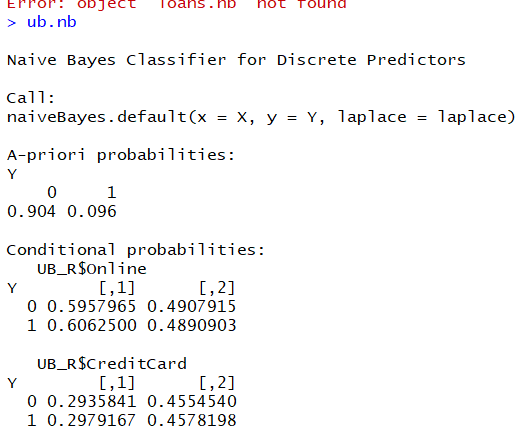 Error: object 'loans.nb' not found
> ub.nb
Naive Bayes Classifier for Discrete Predictors
Call:
naiveBayes.default(x = X, y = Y, laplace = laplace)
A-priori probabilities:
Y
0 1
0.904 0.096
Conditional probabilities:
UB_R$Online
Y [,1] [,2]
0 0.5957965 0.4907915
1 0.6062500 0.4890903
UB_R$CreditCard
Y [,1] [,2]
0 0.2935841 0.4554540
1 0.2979167 0.4578198